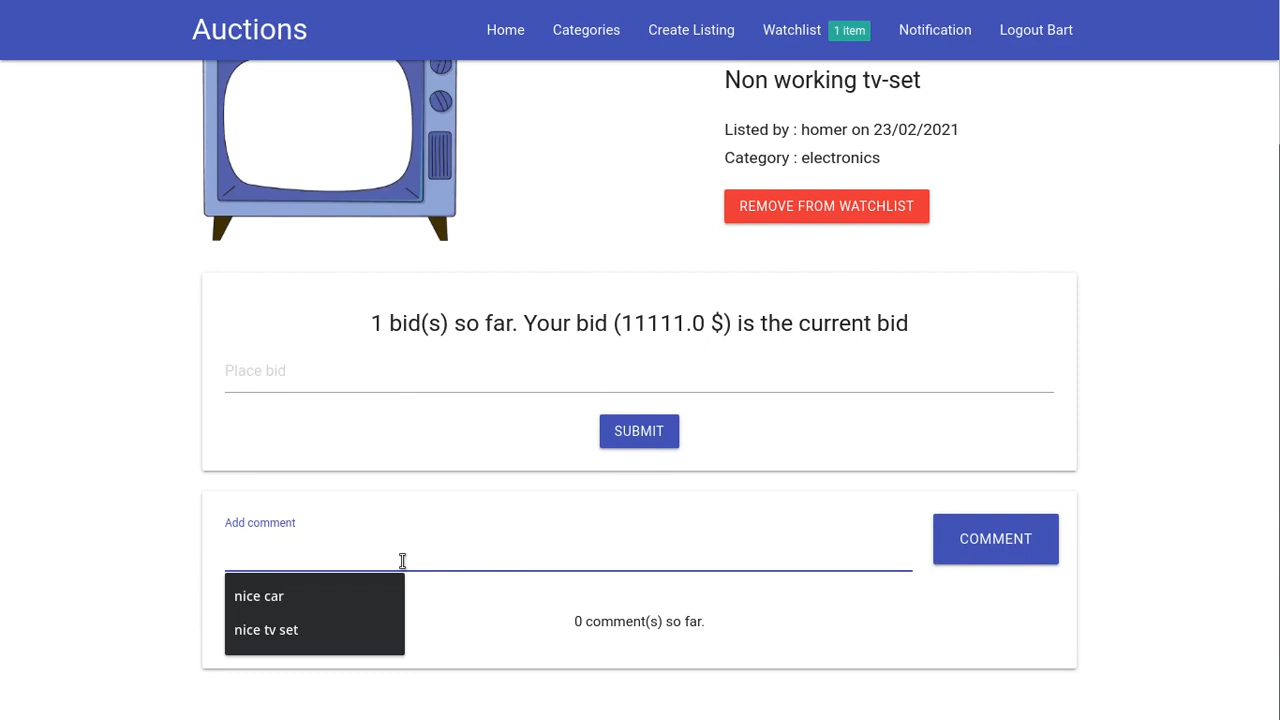 Auctions
Home
Categories
Create Listing
Watchlist 1 item
Notification
Logout Bart
Non working tv-set
Listed by : homer on 23/02/2021
Category : electronics
REMOVE FROM WATCHLIST
1 bid(s) so far. Your bid (11111.0 $) is the current bid
Place bid
SUBMIT
Add comment
COMMENT
nice car
nice tv set
0 comment(s) so far.